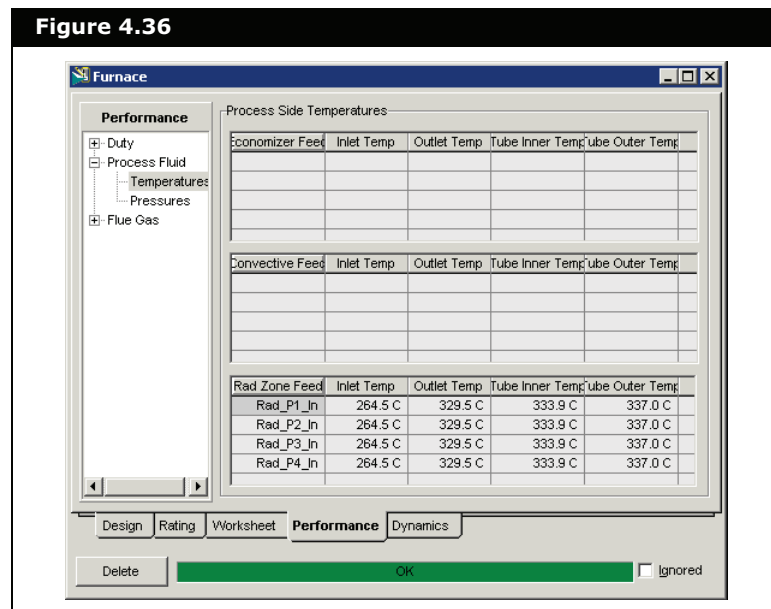 Figure 4.36
Furnace
Performance
Duty
Process Fluid
Temperatures
Pressures
Flue Gas
Process Side Temperatures
Economizer Feed Inlet Temp Outlet Temp Tube Inner Temp Tube Outer Temp
Convective Feed Inlet Temp Outlet Temp Tube Inner Temp Tube Outer Temp
Rad Zone Feed Inlet Temp Outlet Temp Tube Inner Temp Tube Outer Temp
Rad_P1_In 264.5 C 329.5 C 333.9 C 337.0 C
Rad_P2_In 264.5 C 329.5 C 333.9 C 337.0 C
Rad_P3_In 264.5 C 329.5 C 333.9 C 337.0 C
Rad_P4_In 264.5 C 329.5 C 333.9 C 337.0 C
Design Rating Worksheet Performance Dynamics
Delete OK Ignored